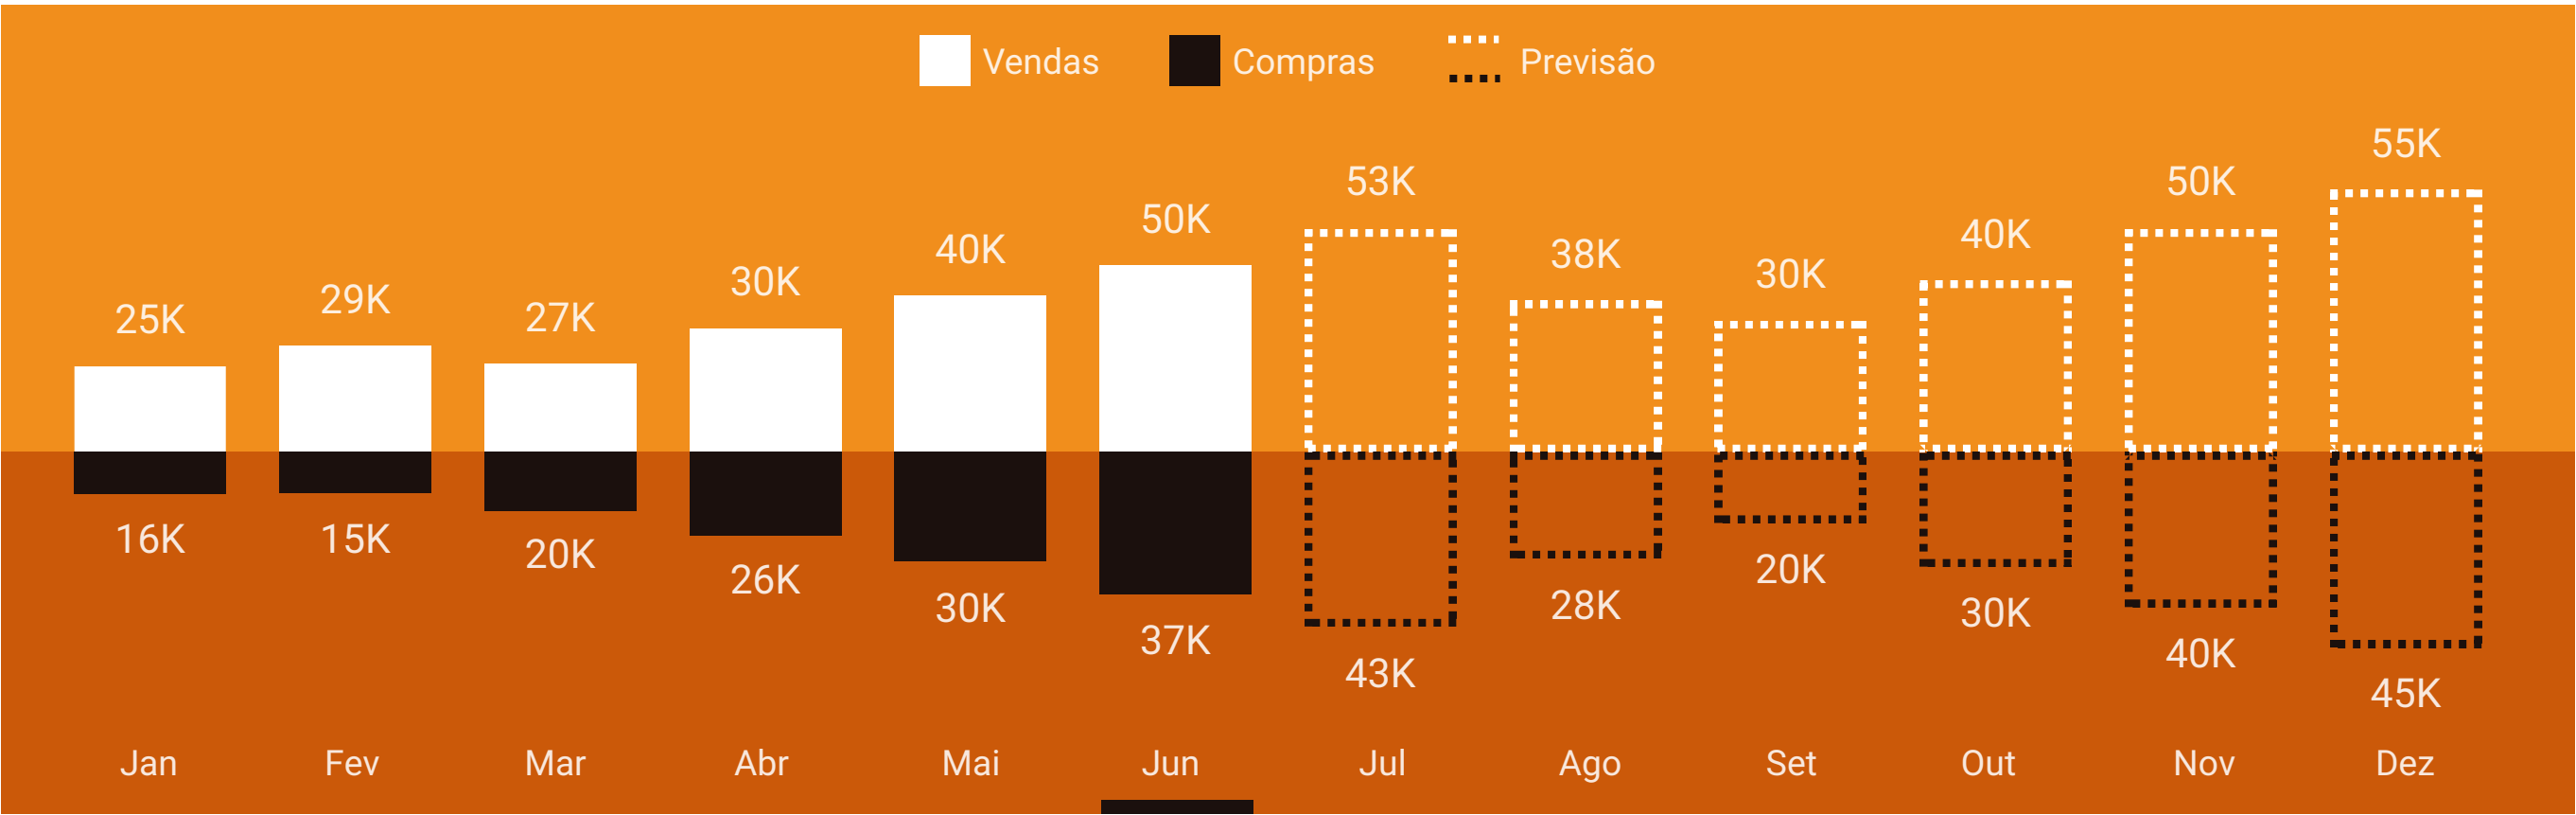 Vendas Compras Previsão
25K 29K 27K 30K 40K 50K 53K 38K 30K 40K 50K 55K
16K 15K 20K 26K 30K 37K 43K 28K 20K 30K 40K 45K
Jan Fev Mar Abr Mai Jun Jul Ago Set Out Nov Dez